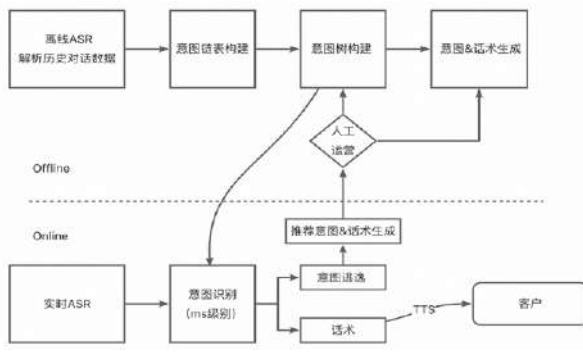 离线ASR
解析历史对话数据
意图链表构建
意图树构建
意图&话术生成
人工
运营
Offline
Online
推荐意图&话术生成
实时ASR
意图识别
(ms级别)
意图逃逸
话术
TTS
客户